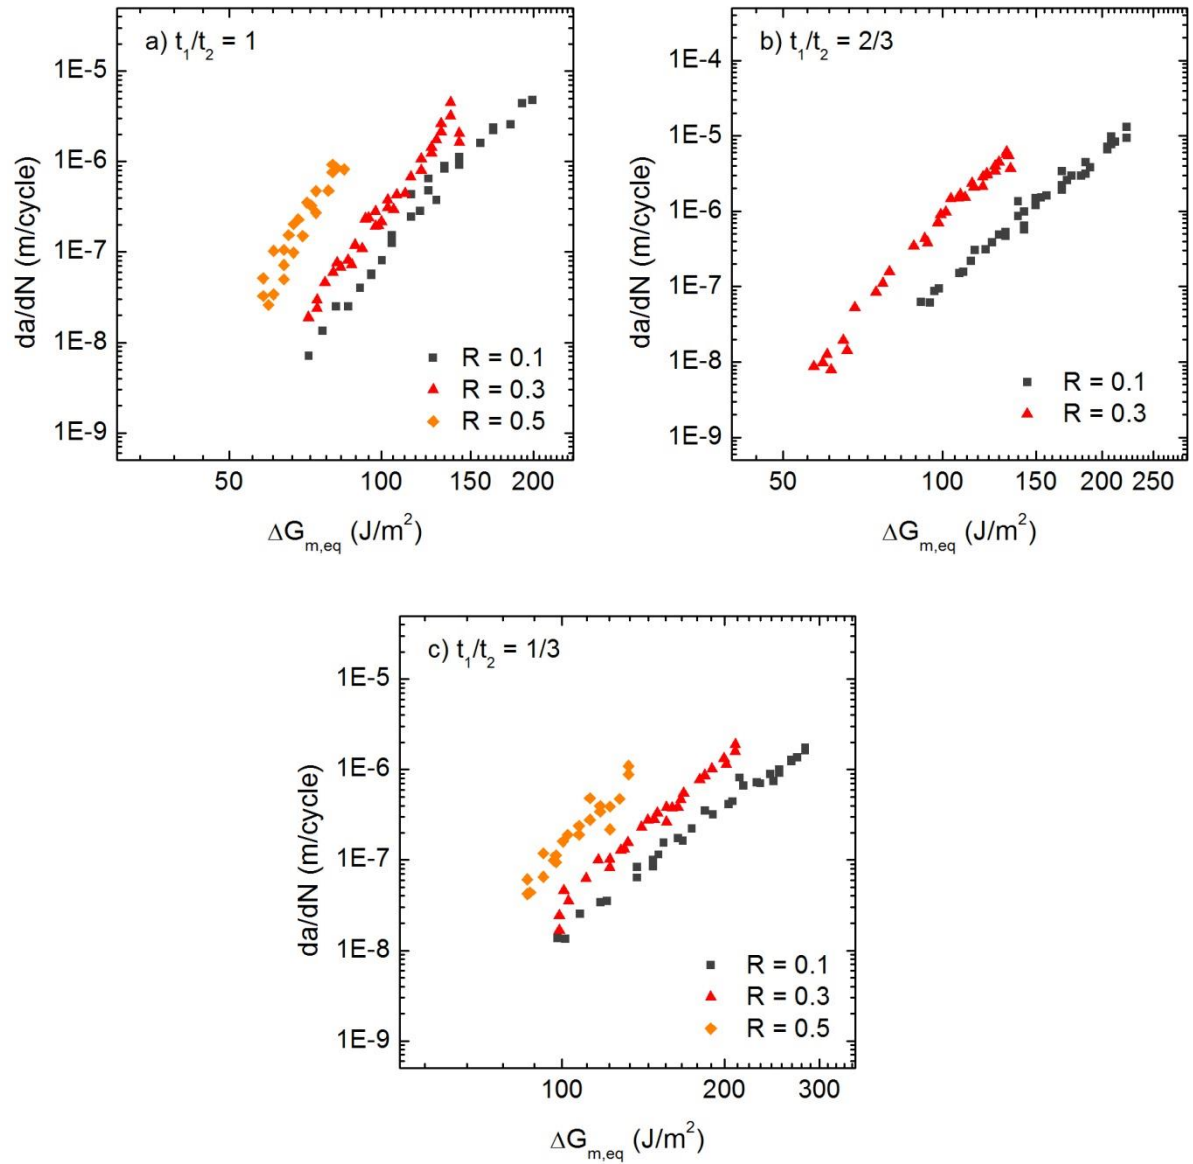 a) t₁/t₂ = 1
1E-5
1E-6
1E-7
1E-8
1E-9
da/dN (m/cycle)
R = 0.1
R = 0.3
R = 0.5
50 100 150 200
ΔGm,eq (J/m²)
b) t₁/t₂ = 2/3
1E-4
1E-5
1E-6
1E-7
1E-8
1E-9
da/dN (m/cycle)
R = 0.1
R = 0.3
50 100 150 200 250
ΔGm,eq (J/m²)
c) t₁/t₂ = 1/3
1E-5
1E-6
1E-7
1E-8
1E-9
da/dN (m/cycle)
R = 0.1
R = 0.3
R = 0.5
100 200 300
ΔGm,eq (J/m²)